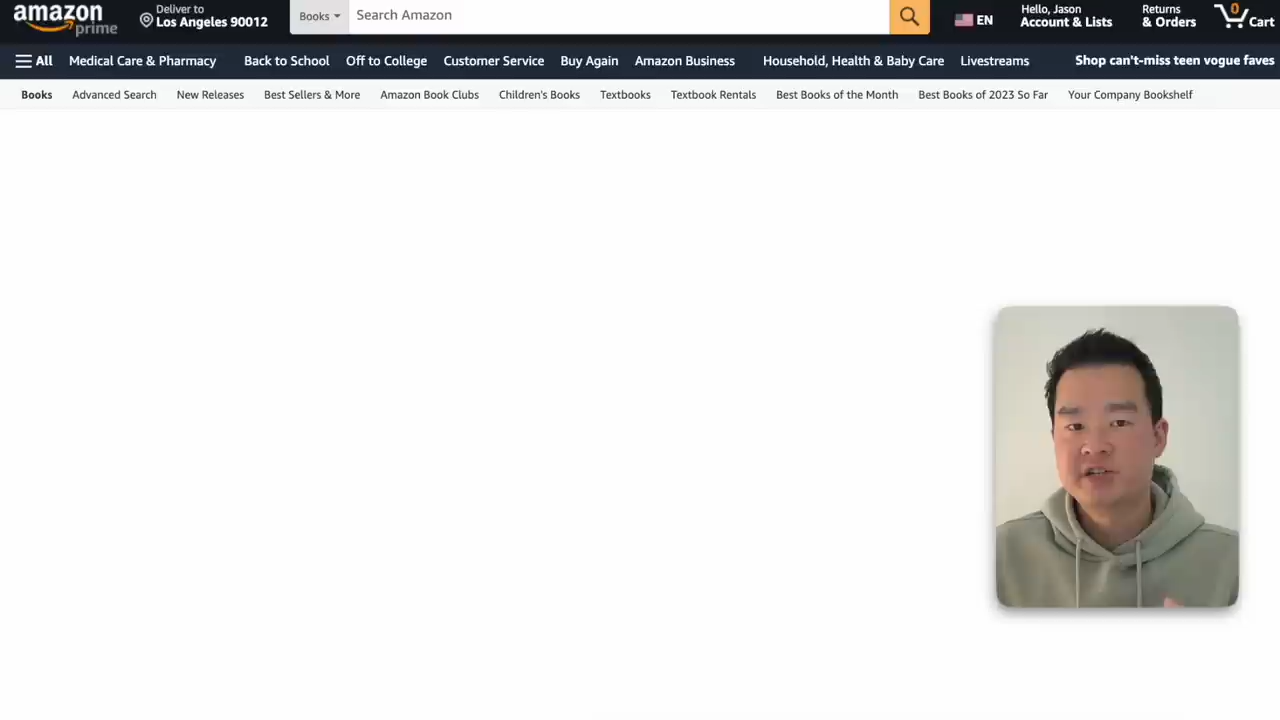 amazon prime
Deliver to
Los Angeles 90012
Books
Search Amazon
EN
Hello, Jason
Account & Lists
Returns
& Orders
0
Cart
All
Medical Care & Pharmacy
Back to School
Off to College
Customer Service
Buy Again
Amazon Business
Household, Health & Baby Care
Livestreams
Shop can't-miss teen vogue faves
Books
Advanced Search
New Releases
Best Sellers & More
Amazon Book Clubs
Children's Books
Textbooks
Textbook Rentals
Best Books of the Month
Best Books of 2023 So Far
Your Company Bookshelf